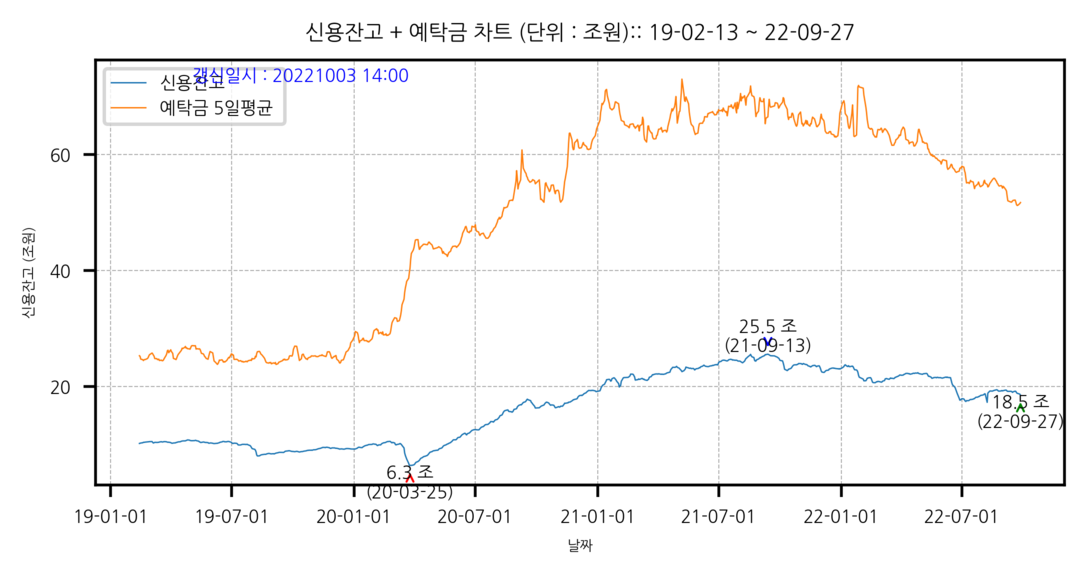 신용잔고 + 예탁금 차트 (단위 : 조원):: 19-02-13 ~ 22-09-27
갱신일시 : 20221003 14:00
신용잔고
예탁금 5일평균
신용잔고 (조원)
60
40
20
25.5 조
(21-09-13)
18.5 조
(22-09-27)
6.3 조
(20-03-25)
19-01-01 19-07-01 20-01-01 20-07-01 21-01-01 21-07-01 22-01-01 22-07-01
날짜